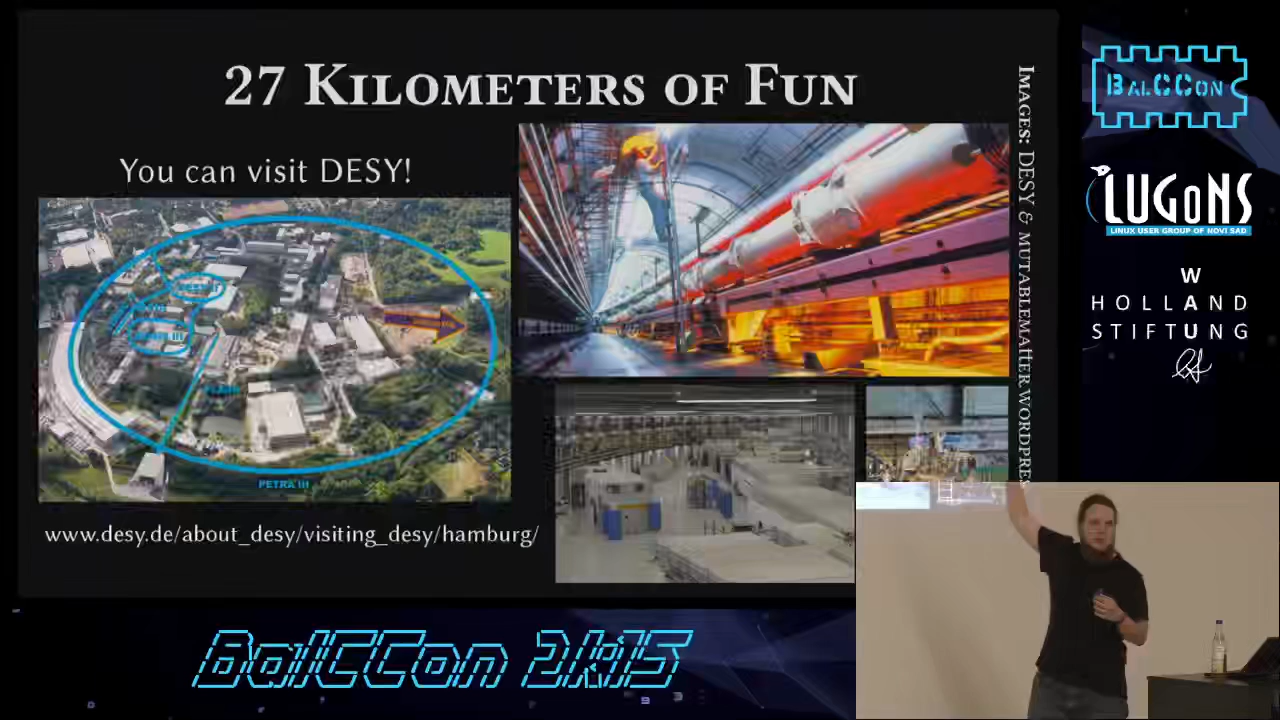 27 KILOMETERS OF FUN
You can visit DESY!
PETRA III
www.desy.de/about_desy/visiting_desy/hamburg/
IMAGES: DESY & MUTABLEMATTER.WORDPRES
BALCCON
LUGONS
LINUX USER GROUP OF NOVI SAD
W
HOLLAND
A
STIFTUNG
BalCCon 2k15